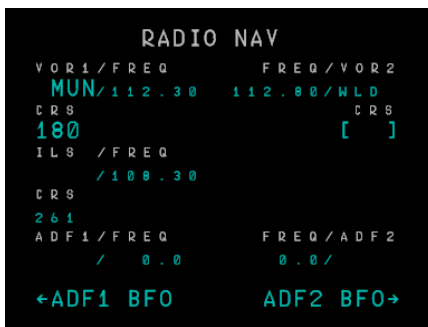 RADIO NAV
VOR1/FREQ FREQ/VOR2
MUN/112.30 112.80/WLD
CRS CRS
180 [ ]
ILS /FREQ
/108.30
CRS
261
ADF1/FREQ FREQ/ADF2
/ 0.0 0.0/
←ADF1 BFO ADF2 BFO→